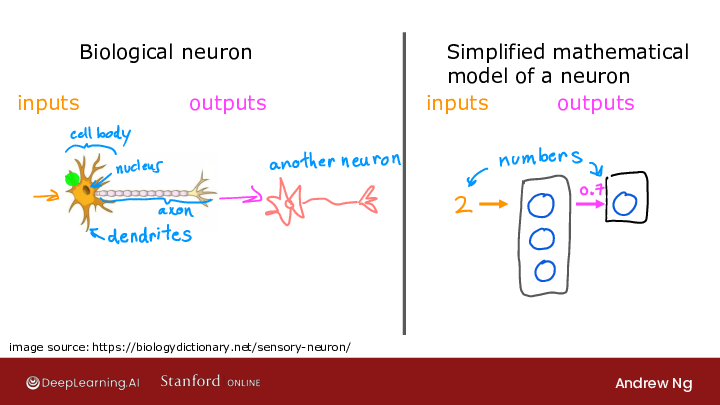 Biological neuron
inputs
outputs
cell body
nucleus
axon
dendrites
another neuron
Simplified mathematical
model of a neuron
inputs
outputs
numbers
2
0.7
image source: https://biologydictionary.net/sensory-neuron/
DeepLearning.AI
Stanford ONLINE
Andrew Ng